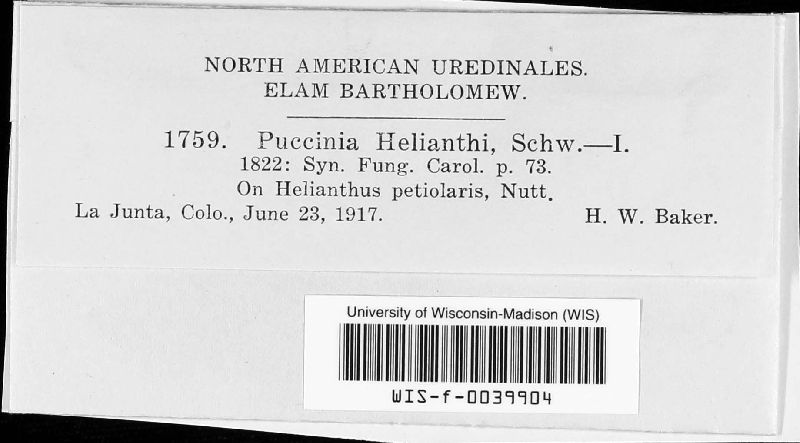 NORTH AMERICAN UREDINALES.
ELAM BARTHOLOMEW.
1759. Puccinia Helianthi, Schw.—I.
1822: Syn. Fung. Carol. p. 73.
On Helianthus petiolaris, Nutt.
La Junta, Colo., June 23, 1917. H. W. Baker.
University of Wisconsin-Madison (WIS)
WIS-f-0039904